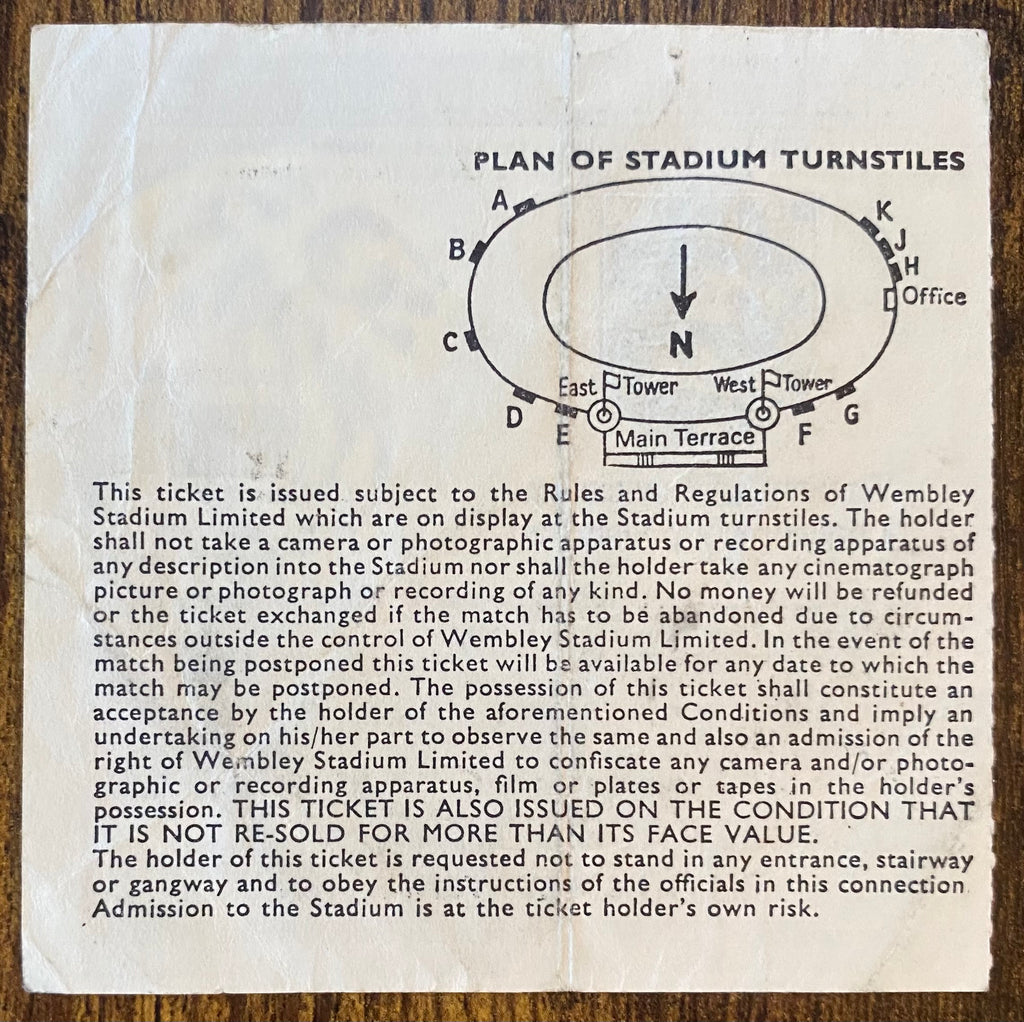 PLAN OF STADIUM TURNSTILES
A
K
B
J
H
Office
C
N
East Tower
West Tower
D
E
Main Terrace
F
G
This ticket is issued subject to the Rules and Regulations of Wembley
Stadium Limited which are on display at the Stadium turnstiles. The holder
shall not take a camera or photographic apparatus or recording apparatus of
any description into the Stadium nor shall the holder take any cinematograph
picture or photograph or recording of any kind. No money will be refunded
or the ticket exchanged if the match has to be abandoned due to circum-
stances outside the control of Wembley Stadium Limited. In the event of the
match being postponed this ticket will be available for any date to which the
match may be postponed. The possession of this ticket shall constitute an
acceptance by the holder of the aforementioned Conditions and imply an
undertaking on his/her part to observe the same and also an admission of the
right of Wembley Stadium Limited to confiscate any camera and/or photo-
graphic or recording apparatus, film or plates or tapes in the holder's
possession. THIS TICKET IS ALSO ISSUED ON THE CONDITION THAT
IT IS NOT RE-SOLD FOR MORE THAN ITS FACE VALUE.
The holder of this ticket is requested not to stand in any entrance, stairway
or gangway and to obey the instructions of the officials in this connection
Admission to the Stadium is at the ticket holder's own risk.